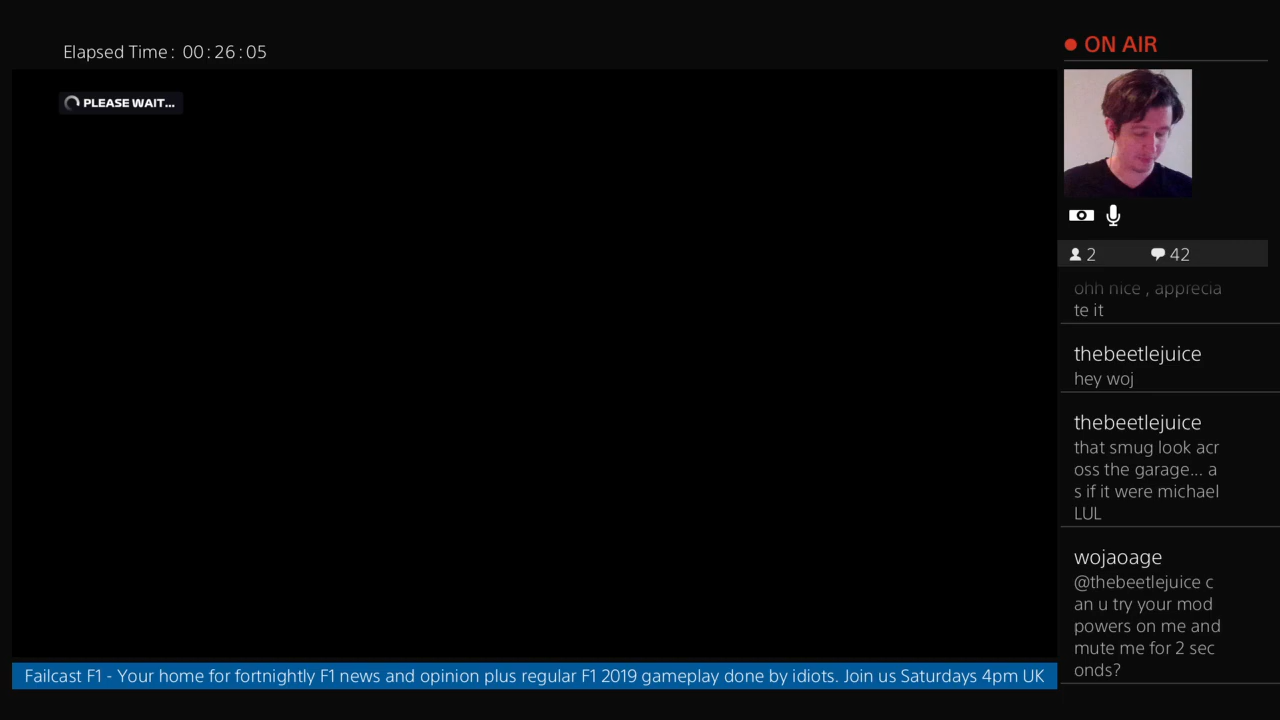 Elapsed Time: 00:26:05
ON AIR
PLEASE WAIT...
2 42
ohh nice , apprecia
te it
thebeetlejuice
hey woj
thebeetlejuice
that smug look acr
oss the garage... a
s if it were michael
LUL
wojaoage
@thebeetlejuice c
an u try your mod
powers on me and
mute me for 2 sec
onds?
Failcast F1 - Your home for fortnightly F1 news and opinion plus regular F1 2019 gameplay done by idiots. Join us Saturdays 4pm UK